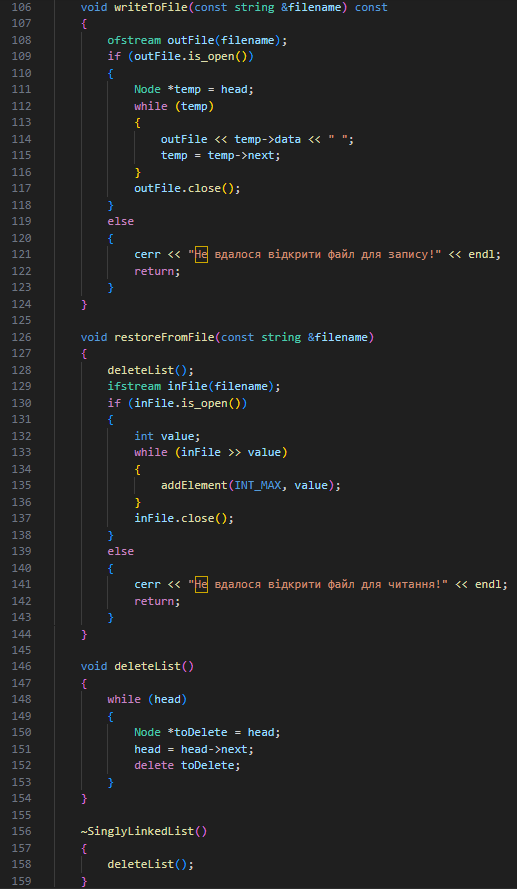 106 void writeToFile(const string &filename) const
107 {
108 ofstream outFile(filename);
109 if (outFile.is_open())
110 {
111 Node *temp = head;
112 while (temp)
113 {
114 outFile << temp->data << " ";
115 temp = temp->next;
116 }
117 outFile.close();
118 }
119 else
120 {
121 cerr << "Не вдалося відкрити файл для запису!" << endl;
122 return;
123 }
124 }
125
126 void restoreFromFile(const string &filename)
127 {
128 deleteList();
129 ifstream inFile(filename);
130 if (inFile.is_open())
131 {
132 int value;
133 while (inFile >> value)
134 {
135 addElement(INT_MAX, value);
136 }
137 inFile.close();
138 }
139 else
140 {
141 cerr << "Не вдалося відкрити файл для читання!" << endl;
142 return;
143 }
144 }
145
146 void deleteList()
147 {
148 while (head)
149 {
150 Node *toDelete = head;
151 head = head->next;
152 delete toDelete;
153 }
154 }
155
156 ~SinglyLinkedList()
157 {
158 deleteList();
159 }